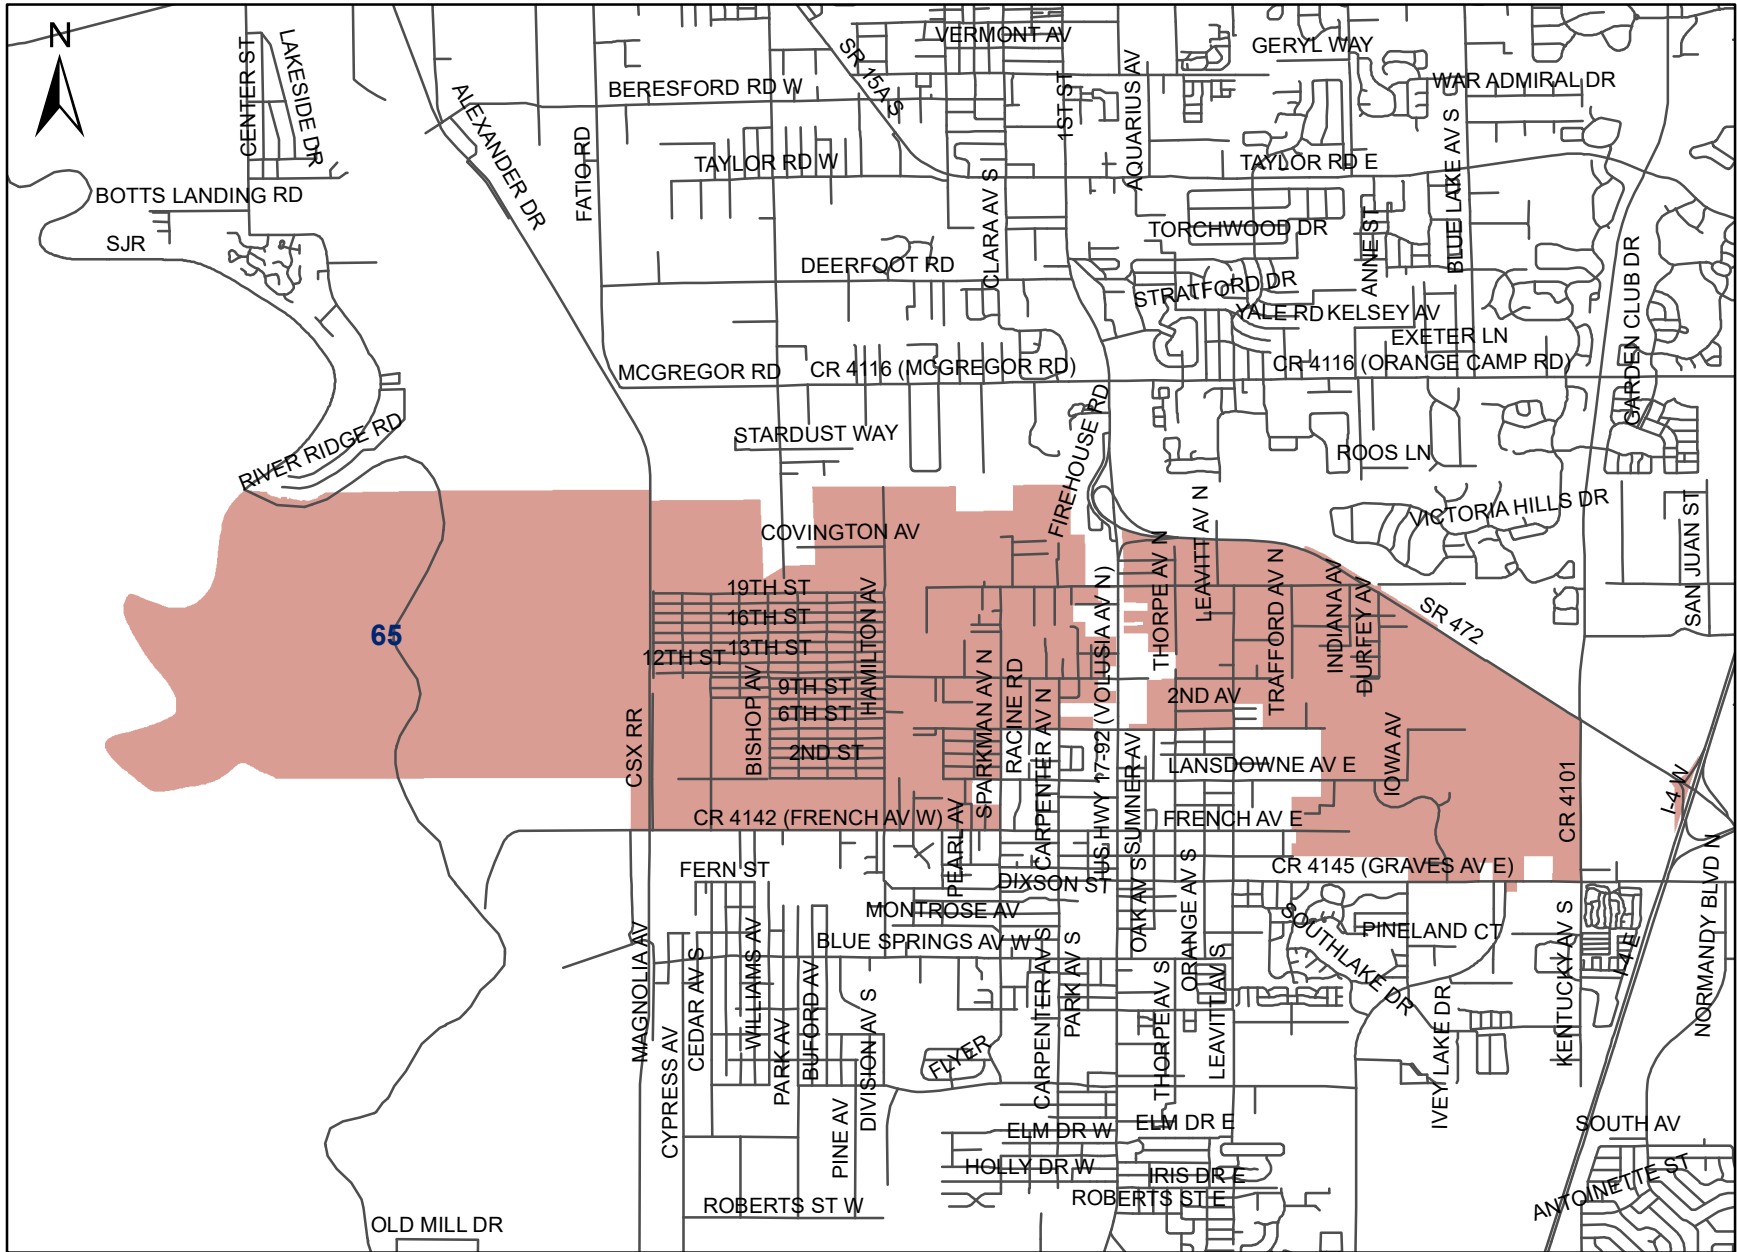 N
CENTER ST
LAKESIDE DR
ALEXANDER DR
SR 15A S
VERMONT AV
GERYL WAY
BERESFORD RD W
1ST ST
AQUARIUS AV
WAR ADMIRAL DR
BLUE LAKE AV S
FATIO RD
TAYLOR RD W
TAYLOR RD E
BOTTS LANDING RD
SJR
CLARA AV S
TORCHWOOD DR
ANNE ST
DEERFOOT RD
STRATFORD DR
GARDEN CLUB DR
YALE RD
KELSEY AV
EXETER LN
MCGREGOR RD
CR 4116 (MCGREGOR RD)
CR 4116 (ORANGE CAMP RD)
RIVER RIDGE RD
STARDUST WAY
FIREHOUSE RD
ROOS LN
VICTORIA HILLS DR
SAN JUAN ST
COVINGTON AV
THORPE AV N
LEAVITT AV N
TRAFFORD AV N
INDIANA AV
DURFEY AV
SR 472
19TH ST
16TH ST
13TH ST
12TH ST
HAMILTON AV
65
9TH ST
6TH ST
2ND ST
BISHOP AV
CSX RR
SPARKMAN AV N
RACINE RD
CARPENTER AV N
US HWY 17-92 (VOLUSIA AV N)
2ND AV
SUMNER AV
LANSDOWNE AV E
IOWA AV
CR 4101
I-4 W
CR 4142 (FRENCH AV W)
PEARL AV
FRENCH AV E
CR 4145 (GRAVES AV E)
FERN ST
DIXSON ST
OAK AV S
ORANGE AV S
MONTROSE AV
BLUE SPRINGS AV W
SOUTHLAKE DR
PINELAND CT
KENTUCKY AV S
I-4 E
NORMANDY BLVD N
MAGNOLIA AV
CYPRESS AV
CEDAR AV S
WILLIAMS AV
PARK AV
BUFORD AV
PINE AV
DIVISION AV S
FLYER
CARPENTER AV S
PARK AV S
THORPE AV S
LEAVITT AV S
IVEY LAKE DR
ELM DR W
ELM DR E
SOUTH AV
HOLLY DR W
IRIS DR E
ANTOINETTE ST
ROBERTS ST W
ROBERTS ST E
OLD MILL DR